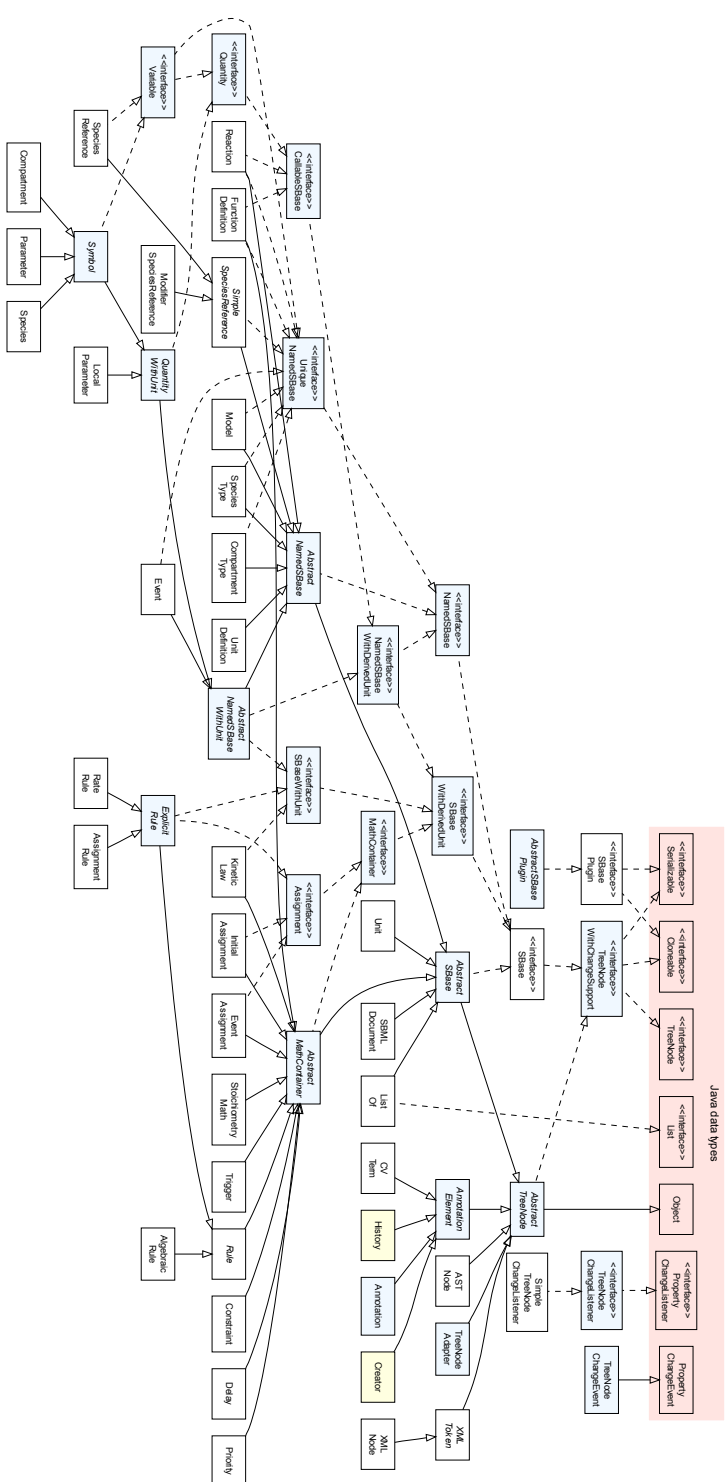 Java data types
<<interface>>
Serializable
<<interface>>
Cloneable
<<interface>>
TreeNode
<<interface>>
List
Object
<<interface>>
Property
ChangeListener
Property
ChangeEvent
<<interface>>
SBase
Plugin
<<interface>>
TreeNode
WithChangeSupport
<<interface>>
TreeNode
ChangeListener
TreeNode
ChangeEvent
AbstractSBase
Plugin
<<interface>>
SBase
Abstract
TreeNode
Simple
TreeNode
ChangeListener
<<interface>>
NamedSBase
<<interface>>
SBase
WithDerivedUnit
Abstract
SBase
Annotation
Element
AST
Node
TreeNode
Adapter
XML
Token
<<interface>>
NamedSBase
WithDerivedUnit
<<interface>>
MathContainer
Unit
SBML
Document
List
Of
CV
Term
History
Annotation
Creator
XML
Node
<<interface>>
CallableSBase
<<interface>>
Unique
NamedSBase
Abstract
NamedSBase
<<interface>>
SBaseWithUnit
<<interface>>
Assignment
Abstract
MathContainer
<<interface>>
Quantity
Reaction
Function
Definition
Simple
SpeciesReference
Model
Species
Type
Compartment
Type
Unit
Definition
Abstract
NamedSBase
WithUnit
Kinetic
Law
Initial
Assignment
Event
Assignment
Stoichiometry
Math
Trigger
Rule
Constraint
Delay
Priority
<<interface>>
Variable
Modifier
SpeciesReference
Quantity
WithUnit
Event
Explicit
Rule
Algebraic
Rule
Species
Reference
Symbol
Local
Parameter
Rate
Rule
Assignment
Rule
Compartment
Parameter
Species